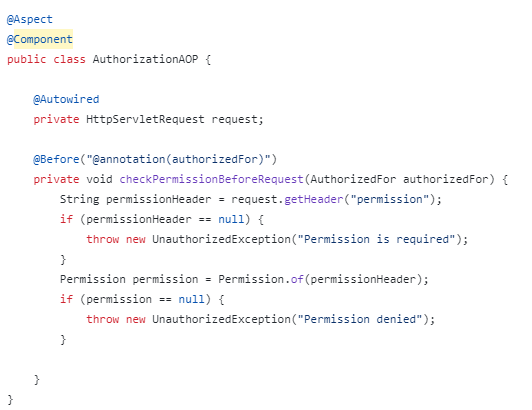 @Aspect
@Component
public class AuthorizationAOP {
    @Autowired
    private HttpServletRequest request;
    @Before("@annotation(authorizedFor)")
    private void checkPermissionBeforeRequest(AuthorizedFor authorizedFor) {
        String permissionHeader = request.getHeader("permission");
        if (permissionHeader == null) {
            throw new UnauthorizedException("Permission is required");
        }
        Permission permission = Permission.of(permissionHeader);
        if (permission == null) {
            throw new UnauthorizedException("Permission denied");
        }
    }
}